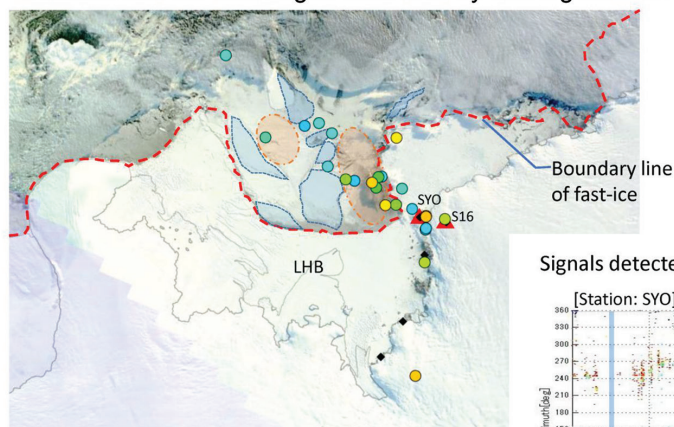 Boundary line
of fast-ice
SYO
S16
LHB
Signals detecte
[Station: SYO]
360
330
300
270
240
210
180